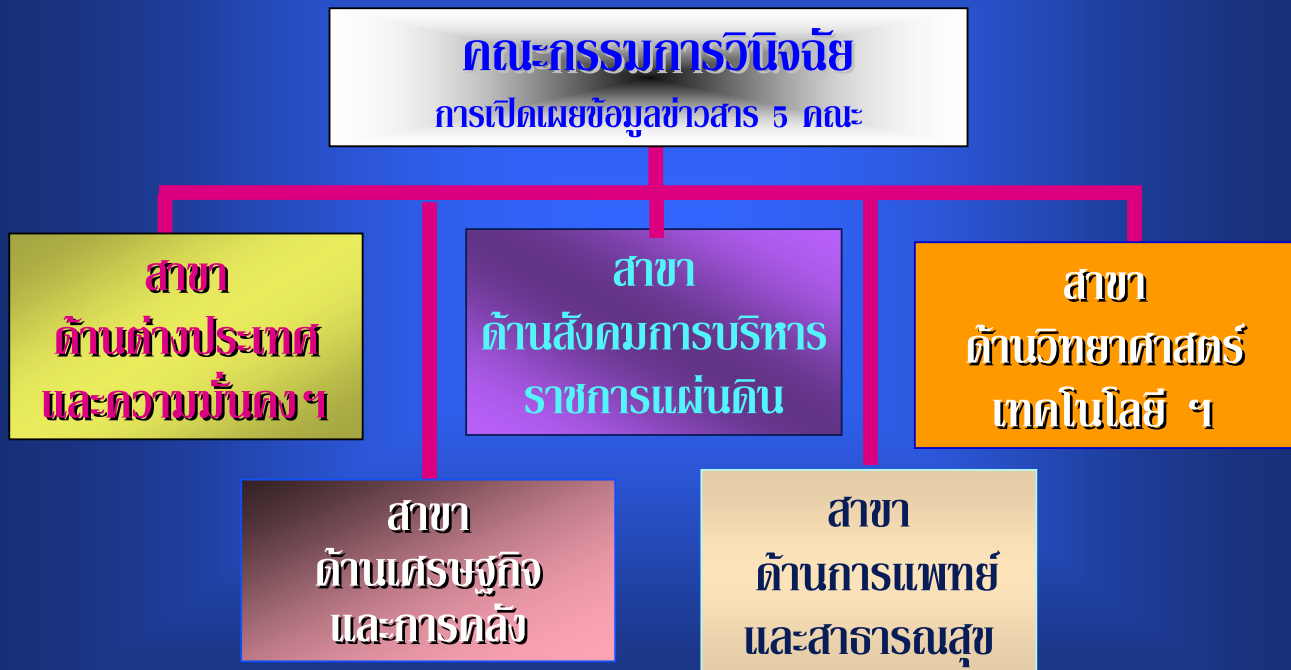 คณะกรรมการวินิจฉัย
การเปิดเผยข้อมูลข่าวสาร 5 คณะ
สาขา
ด้านต่างประเทศ
และความมั่นคงฯ
สาขา
ด้านสังคมการบริหาร
ราชการแผ่นดิน
สาขา
ด้านวิทยาศาสตร์
เทคโนโลยี ฯ
สาขา
ด้านเศรษฐกิจ
และการคลัง
สาขา
ด้านการแพทย์
และสาธารณสุข